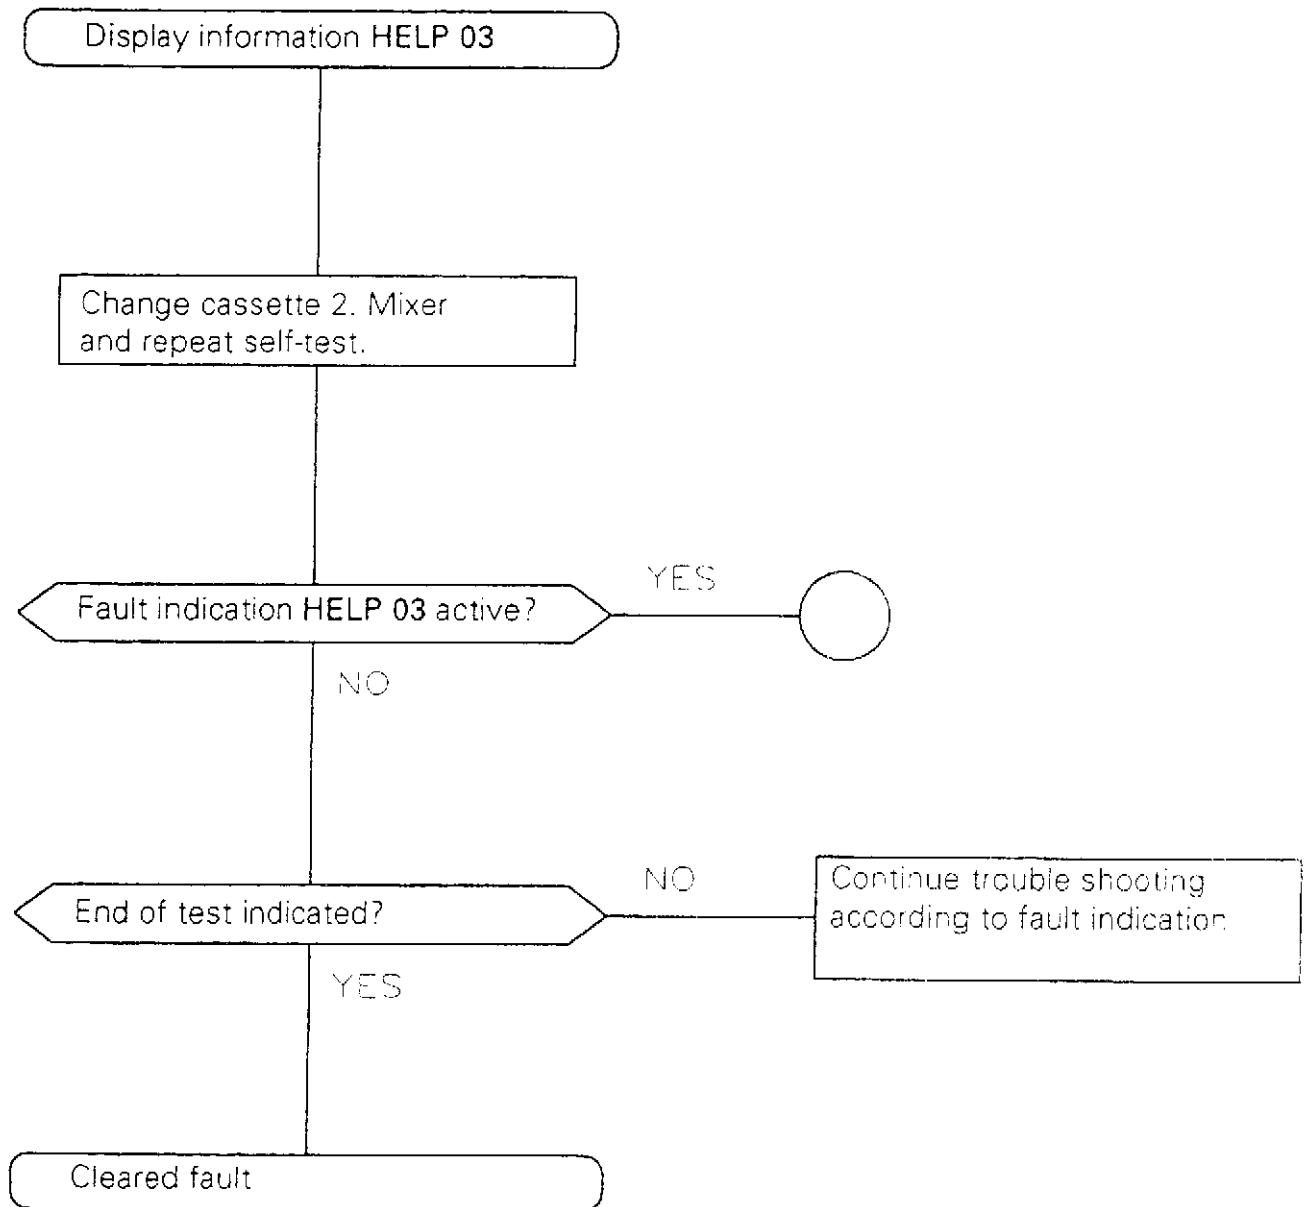 Display information HELP 03
Change cassette 2. Mixer
and repeat self-test.
Fault indication HELP 03 active?
YES
NO
End of test indicated?
NO
Continue trouble shooting
according to fault indication
YES
Cleared fault